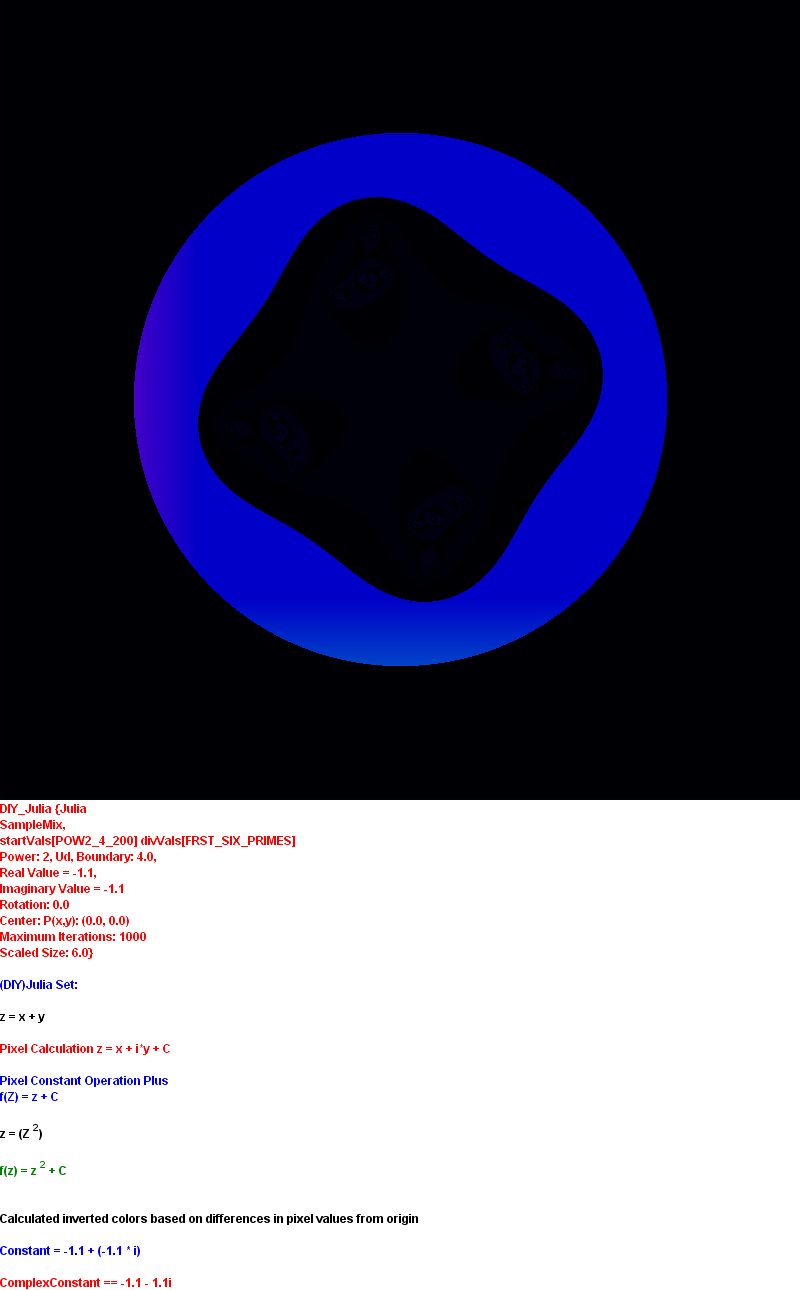 DIY_Julia {Julia
SampleMix,
startVals[POW2_4_200] divVals[FRST_SIX_PRIMES]
Power: 2, Ud, Boundary: 4.0,
Real Value = -1.1,
Imaginary Value = -1.1
Rotation: 0.0
Center: P(x,y): (0.0, 0.0)
Maximum Iterations: 1000
Scaled Size: 6.0}
(DIY)Julia Set:
z = x + y
Pixel Calculation z = x + i*y + C
Pixel Constant Operation Plus
f(Z) = z + C
z = (Z ²)
f(z) = z ² + C
Calculated inverted colors based on differences in pixel values from origin
Constant = -1.1 + (-1.1 * i)
ComplexConstant == -1.1 - 1.1i